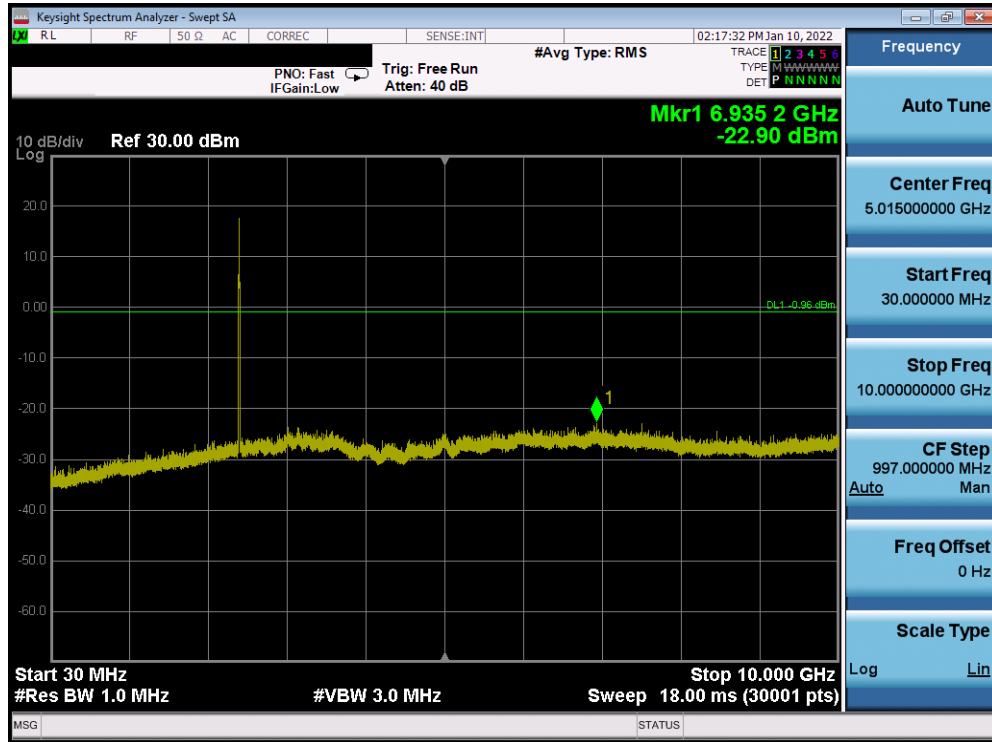 Keysight Spectrum Analyzer - Swept SA
LXI RL RF 50 Ω AC CORREC SENSE:INT 02:17:32 PM Jan 10, 2022
#Avg Type: RMS TRACE 1 2 3 4 5 6
PNO: Fast Trig: Free Run TYPE M W W W W W
IFGain:Low Atten: 40 dB DET P N N N N N
Mkr1 6.935 2 GHz
-22.90 dBm
10 dB/div Ref 30.00 dBm
Log
20.0
10.0
0.00
DL1 -0.96 dBm
-10.0
-20.0
1
-30.0
-40.0
-50.0
-60.0
Start 30 MHz Stop 10.000 GHz
#Res BW 1.0 MHz #VBW 3.0 MHz Sweep 18.00 ms (30001 pts)
MSG STATUS
Frequency
Auto Tune
Center Freq
5.015000000 GHz
Start Freq
30.000000 MHz
Stop Freq
10.000000000 GHz
CF Step
997.000000 MHz
Auto Man
Freq Offset
0 Hz
Scale Type
Log Lin